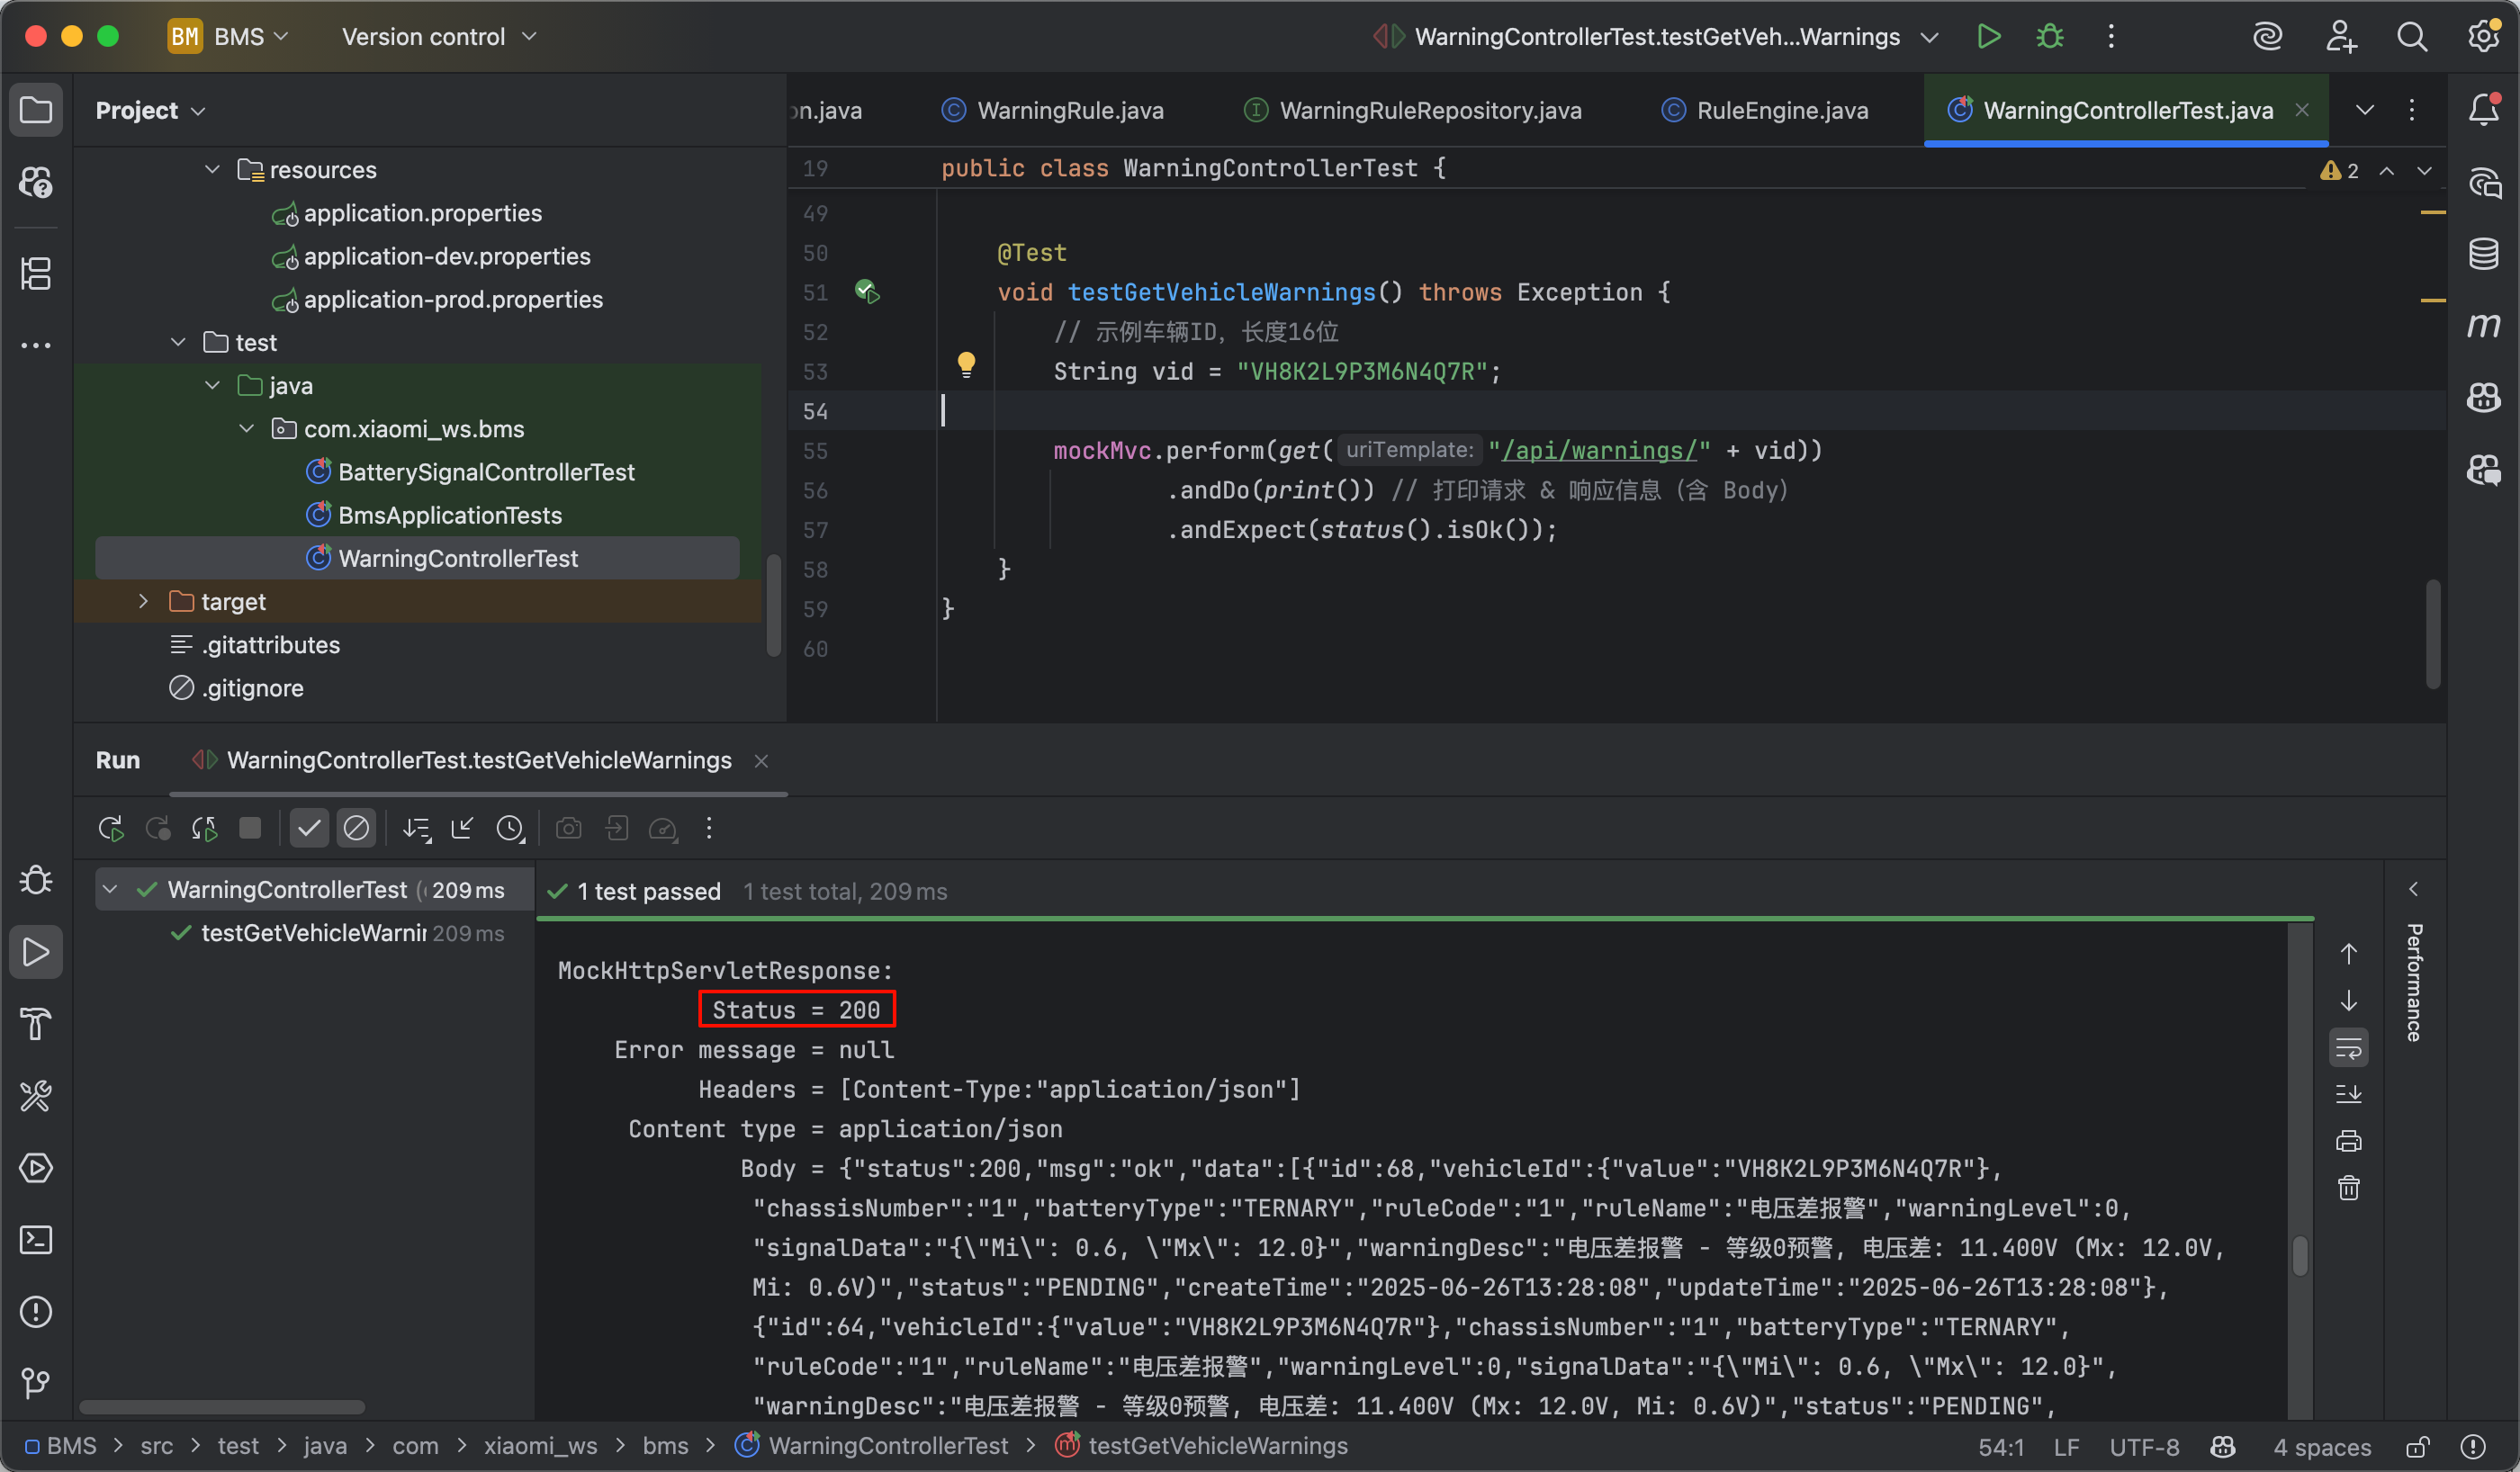 BM BMS Version control WarningControllerTest.testGetVeh...Warnings
Project
resources
application.properties
application-dev.properties
application-prod.properties
test
java
com.xiaomi_ws.bms
BatterySignalControllerTest
BmsApplicationTests
WarningControllerTest
target
.gitattributes
.gitignore
on.java WarningRule.java WarningRuleRepository.java RuleEngine.java WarningControllerTest.java
19 public class WarningControllerTest { 2
49
50 @Test
51 void testGetVehicleWarnings() throws Exception {
52 // 示例车辆ID，长度16位
53 String vid = "VH8K2L9P3M6N4Q7R";
54
55 mockMvc.perform(get( uriTemplate: "/api/warnings/" + vid))
56 .andDo(print()) // 打印请求 & 响应信息（含 Body）
57 .andExpect(status().isOk());
58 }
59 }
60
Run WarningControllerTest.testGetVehicleWarnings
WarningControllerTest 209 ms
testGetVehicleWarni 209 ms
1 test passed 1 test total, 209 ms
MockHttpServletResponse:
Status = 200
Error message = null
Headers = [Content-Type:"application/json"]
Content type = application/json
Body = {"status":200,"msg":"ok","data":[{"id":68,"vehicleId":{"value":"VH8K2L9P3M6N4Q7R"},
"chassisNumber":"1","batteryType":"TERNARY","ruleCode":"1","ruleName":"电压差报警","warningLevel":0,
"signalData":"{\"Mi\": 0.6, \"Mx\": 12.0}","warningDesc":"电压差报警 - 等级0预警, 电压差: 11.400V (Mx: 12.0V,
Mi: 0.6V)","status":"PENDING","createTime":"2025-06-26T13:28:08","updateTime":"2025-06-26T13:28:08"},
{"id":64,"vehicleId":{"value":"VH8K2L9P3M6N4Q7R"},"chassisNumber":"1","batteryType":"TERNARY",
"ruleCode":"1","ruleName":"电压差报警","warningLevel":0,"signalData":"{\"Mi\": 0.6, \"Mx\": 12.0}",
"warningDesc":"电压差报警 - 等级0预警, 电压差: 11.400V (Mx: 12.0V, Mi: 0.6V)","status":"PENDING",
Performance
BMS > src > test > java > com > xiaomi_ws > bms > WarningControllerTest > testGetVehicleWarnings
54:1 LF UTF-8 4 spaces